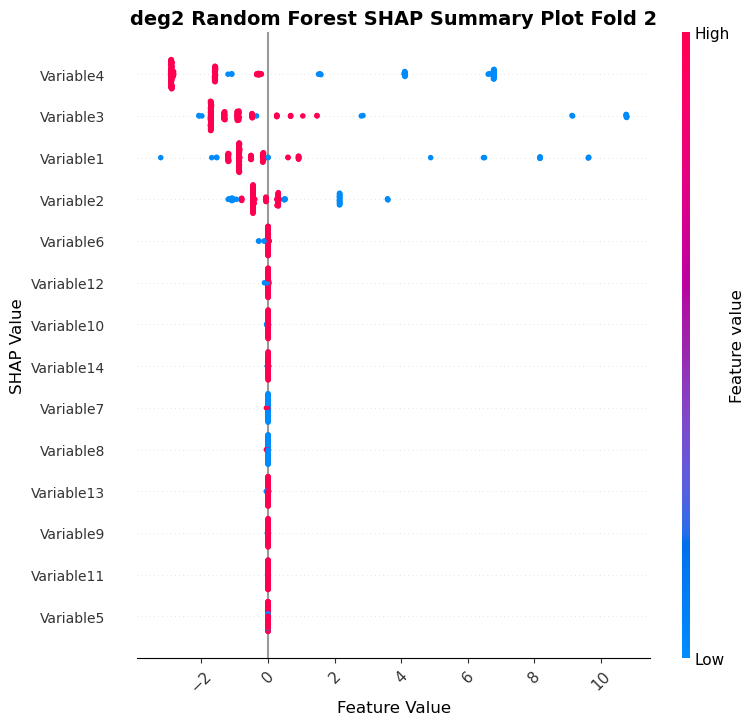 deg2 Random Forest SHAP Summary Plot Fold 2
High
Variable4
Variable3
Variable1
Variable2
Variable6
Variable12
Variable10
Variable14
Variable7
Variable8
Variable13
Variable9
Variable11
Variable5
SHAP Value
Feature value
Low
−2
0
2
4
6
8
10
Feature Value